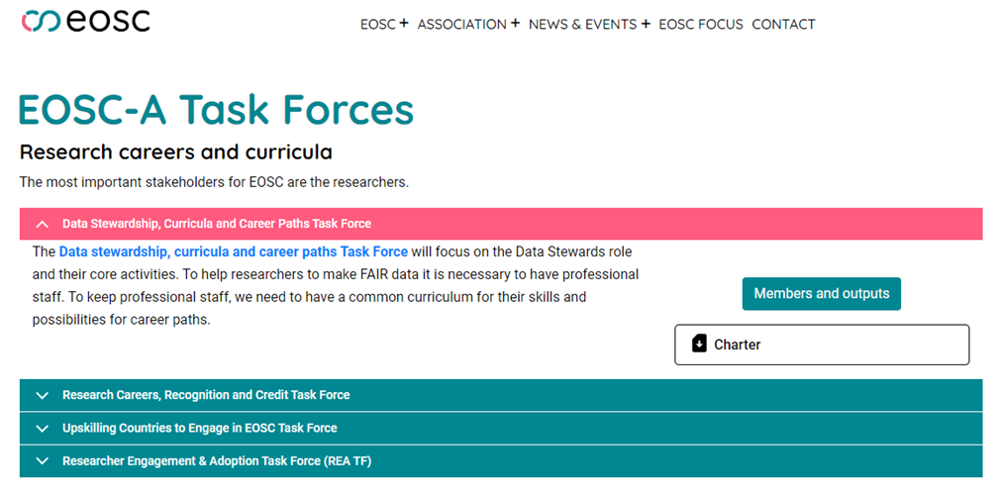 eosc
EOSC + ASSOCIATION + NEWS & EVENTS + EOSC FOCUS CONTACT
EOSC-A Task Forces
Research careers and curricula
The most important stakeholders for EOSC are the researchers.
Data Stewardship, Curricula and Career Paths Task Force
The Data stewardship, curricula and career paths Task Force will focus on the Data Stewards role
and their core activities. To help researchers to make FAIR data it is necessary to have professional
staff. To keep professional staff, we need to have a common curriculum for their skills and
possibilities for career paths.
Members and outputs
Charter
Research Careers, Recognition and Credit Task Force
Upskilling Countries to Engage in EOSC Task Force
Researcher Engagement & Adoption Task Force (REA TF)